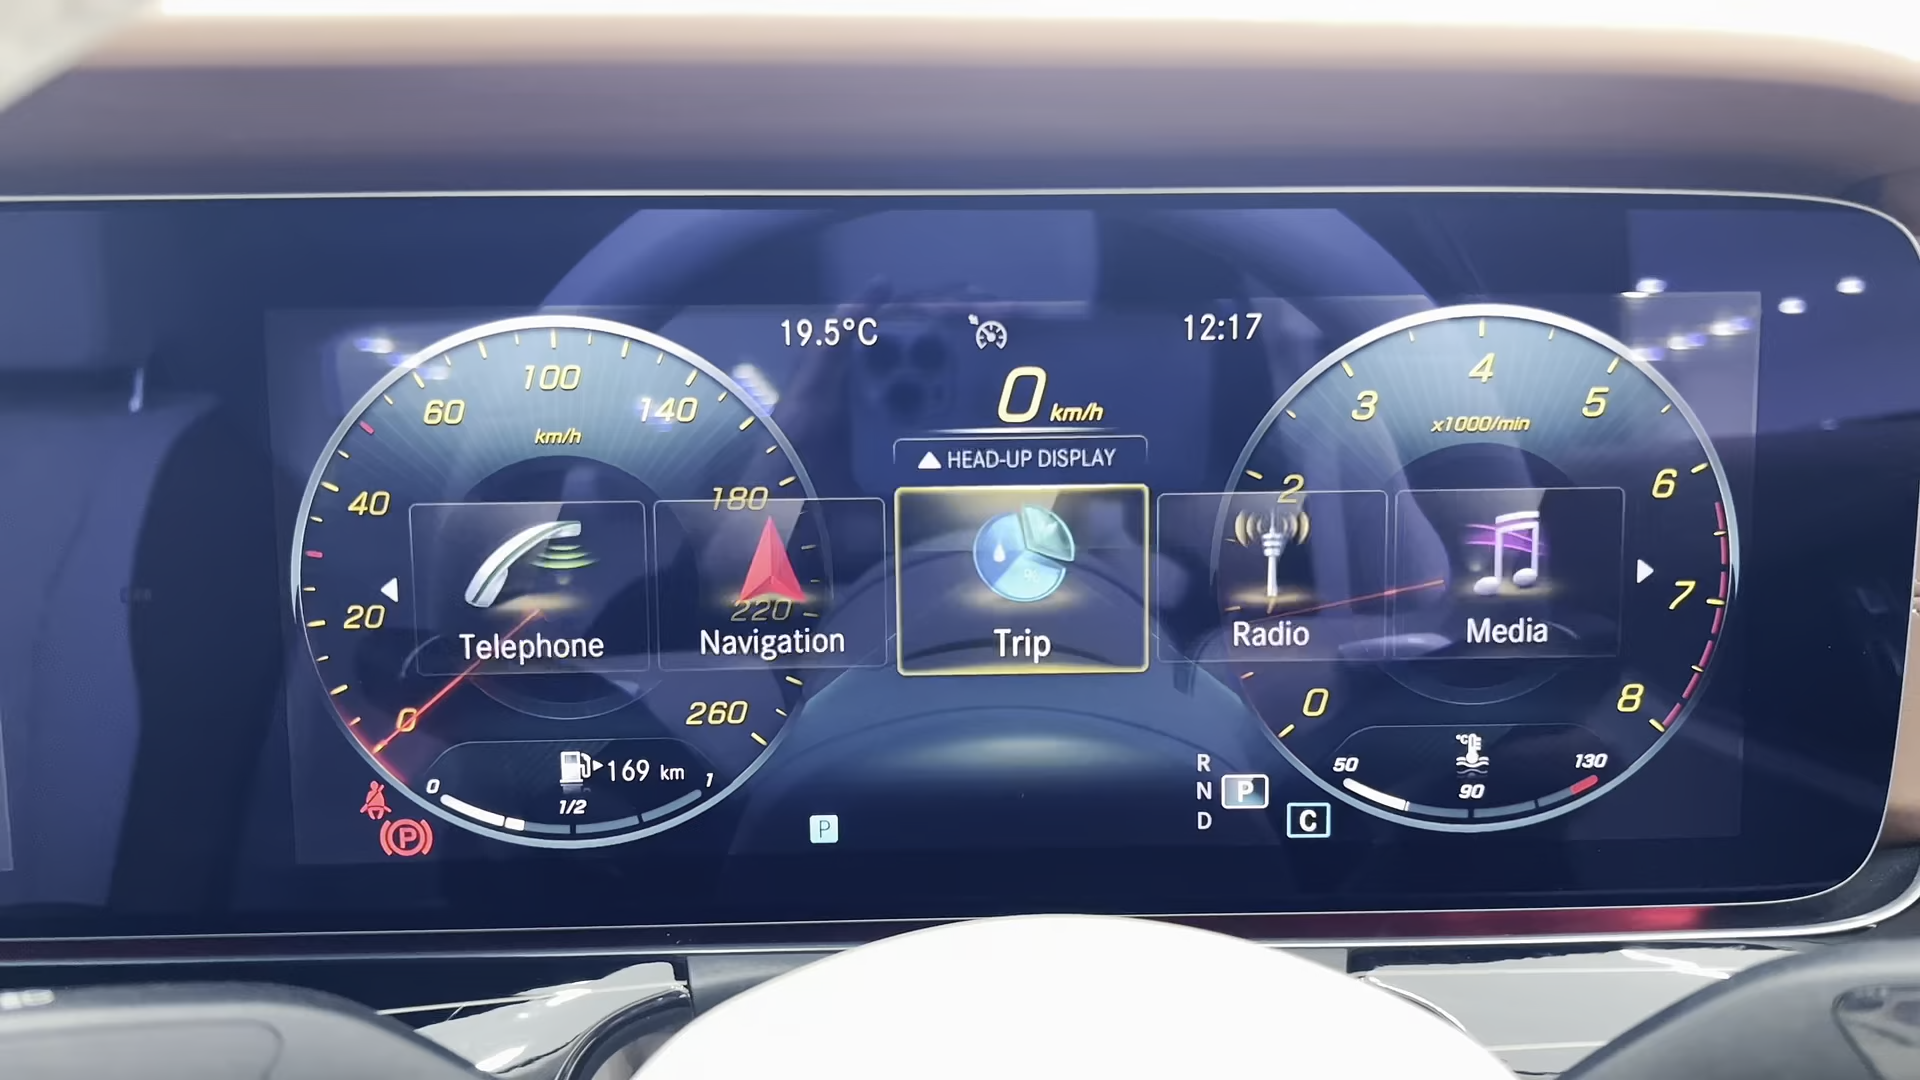 19.5°C
12:17
0 km/h
HEAD-UP DISPLAY
0
20
40
60
100
140
180
220
260
km/h
Telephone
Navigation
Trip
%
Radio
Media
0
2
3
4
5
6
7
8
x1000/min
169 km
0
1/2
1
P
P
R
N
D
P
C
50
°C
90
130